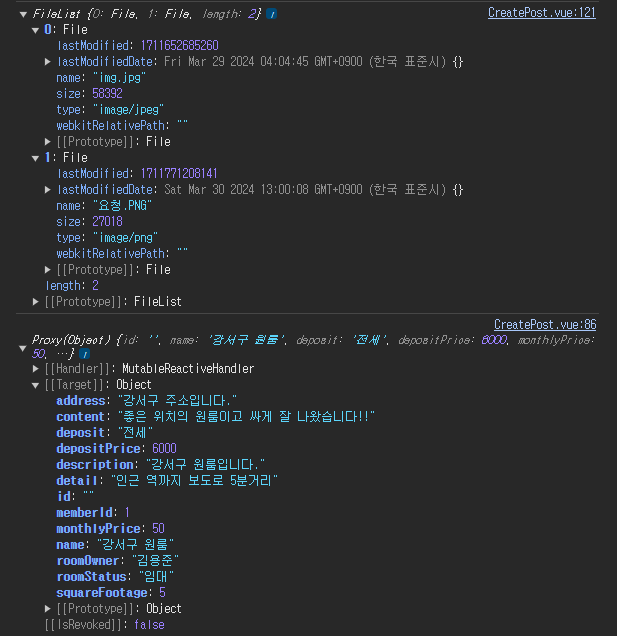 FileList {0: File, 1: File, length: 2} i CreatePost.vue:121
0: File
lastModified: 1711652685260
lastModifiedDate: Fri Mar 29 2024 04:04:45 GMT+0900 (한국 표준시) {}
name: "img.jpg"
size: 58392
type: "image/jpeg"
webkitRelativePath: ""
[[Prototype]]: File
1: File
lastModified: 1711771208141
lastModifiedDate: Sat Mar 30 2024 13:00:08 GMT+0900 (한국 표준시) {}
name: "요청.PNG"
size: 27018
type: "image/png"
webkitRelativePath: ""
[[Prototype]]: File
length: 2
[[Prototype]]: FileList
CreatePost.vue:86
Proxy(Object) {id: '', name: '강서구 원룸', deposit: '전세', depositPrice: 6000, monthlyPrice:
50, …} i
[[Handler]]: MutableReactiveHandler
[[Target]]: Object
address: "강서구 주소입니다."
content: "좋은 위치의 원룸이고 싸게 잘 나왔습니다!!"
deposit: "전세"
depositPrice: 6000
description: "강서구 원룸입니다."
detail: "인근 역까지 보도로 5분거리"
id: ""
memberId: 1
monthlyPrice: 50
name: "강서구 원룸"
roomOwner: "김용준"
roomStatus: "임대"
squareFootage: 5
[[Prototype]]: Object
[[IsRevoked]]: false